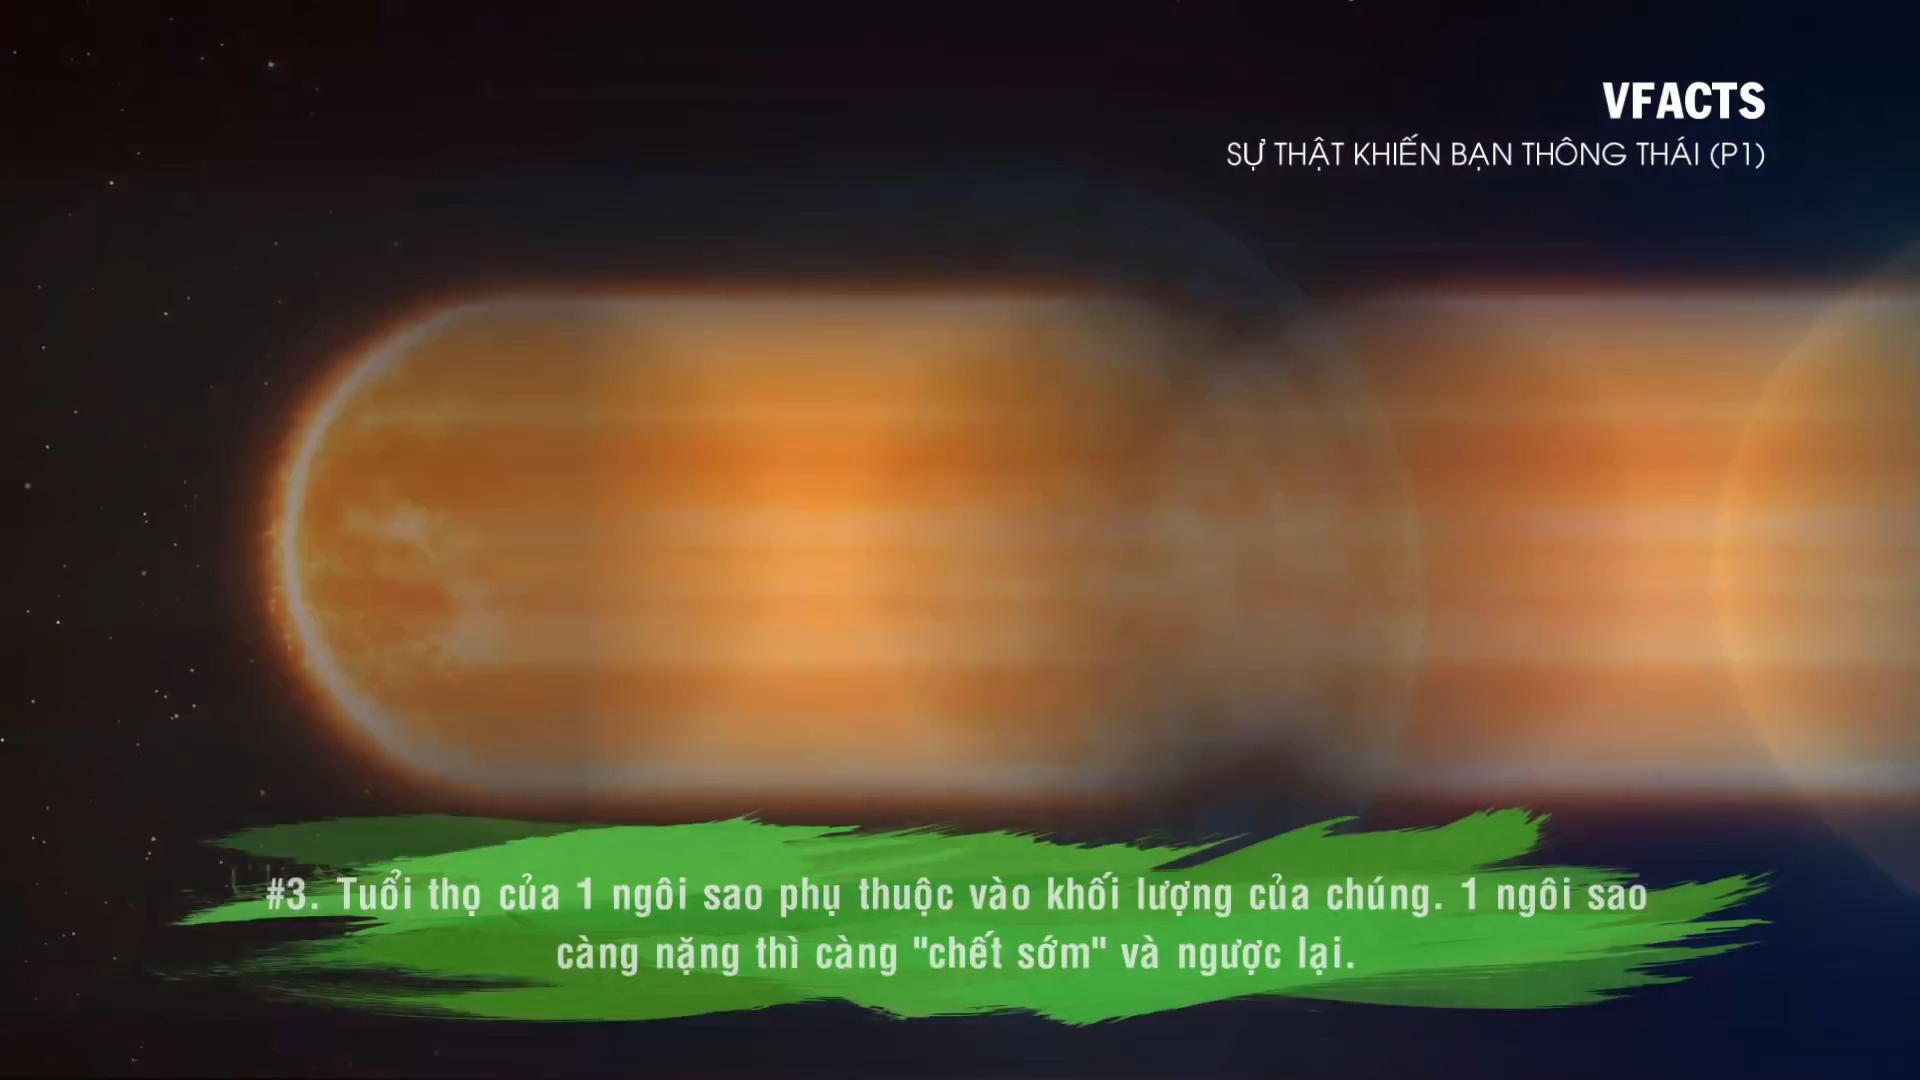 VFACTS
SỰ THẬT KHIẾN BẠN THÔNG THÁI (P1)
#3. Tuổi thọ của 1 ngôi sao phụ thuộc vào khối lượng của chúng. 1 ngôi sao
càng nặng thì càng "chết sớm" và ngược lại.